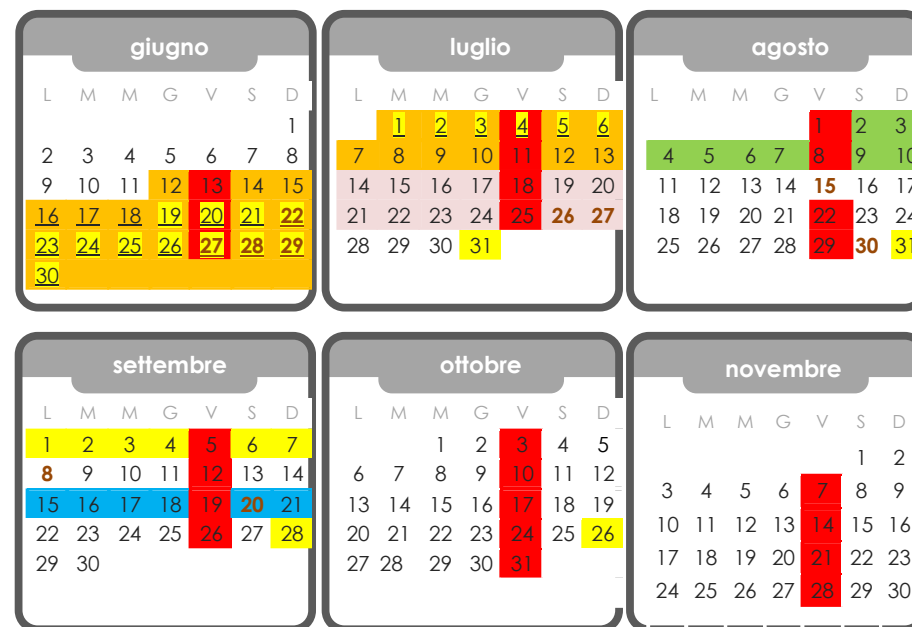 giugno
L M M G V S D
1
2 3 4 5 6 7 8
9 10 11 12 13 14 15
16 17 18 19 20 21 22
23 24 25 26 27 28 29
30
luglio
L M M G V S D
1 2 3 4 5 6
7 8 9 10 11 12 13
14 15 16 17 18 19 20
21 22 23 24 25 26 27
28 29 30 31
agosto
L M M G V S D
1 2 3
4 5 6 7 8 9 10
11 12 13 14 15 16 17
18 19 20 21 22 23 24
25 26 27 28 29 30 31
settembre
L M M G V S D
1 2 3 4 5 6 7
8 9 10 11 12 13 14
15 16 17 18 19 20 21
22 23 24 25 26 27 28
29 30
ottobre
L M M G V S D
1 2 3 4 5
6 7 8 9 10 11 12
13 14 15 16 17 18 19
20 21 22 23 24 25 26
27 28 29 30 31
novembre
L M M G V S D
1 2
3 4 5 6 7 8 9
10 11 12 13 14 15 16
17 18 19 20 21 22 23
24 25 26 27 28 29 30